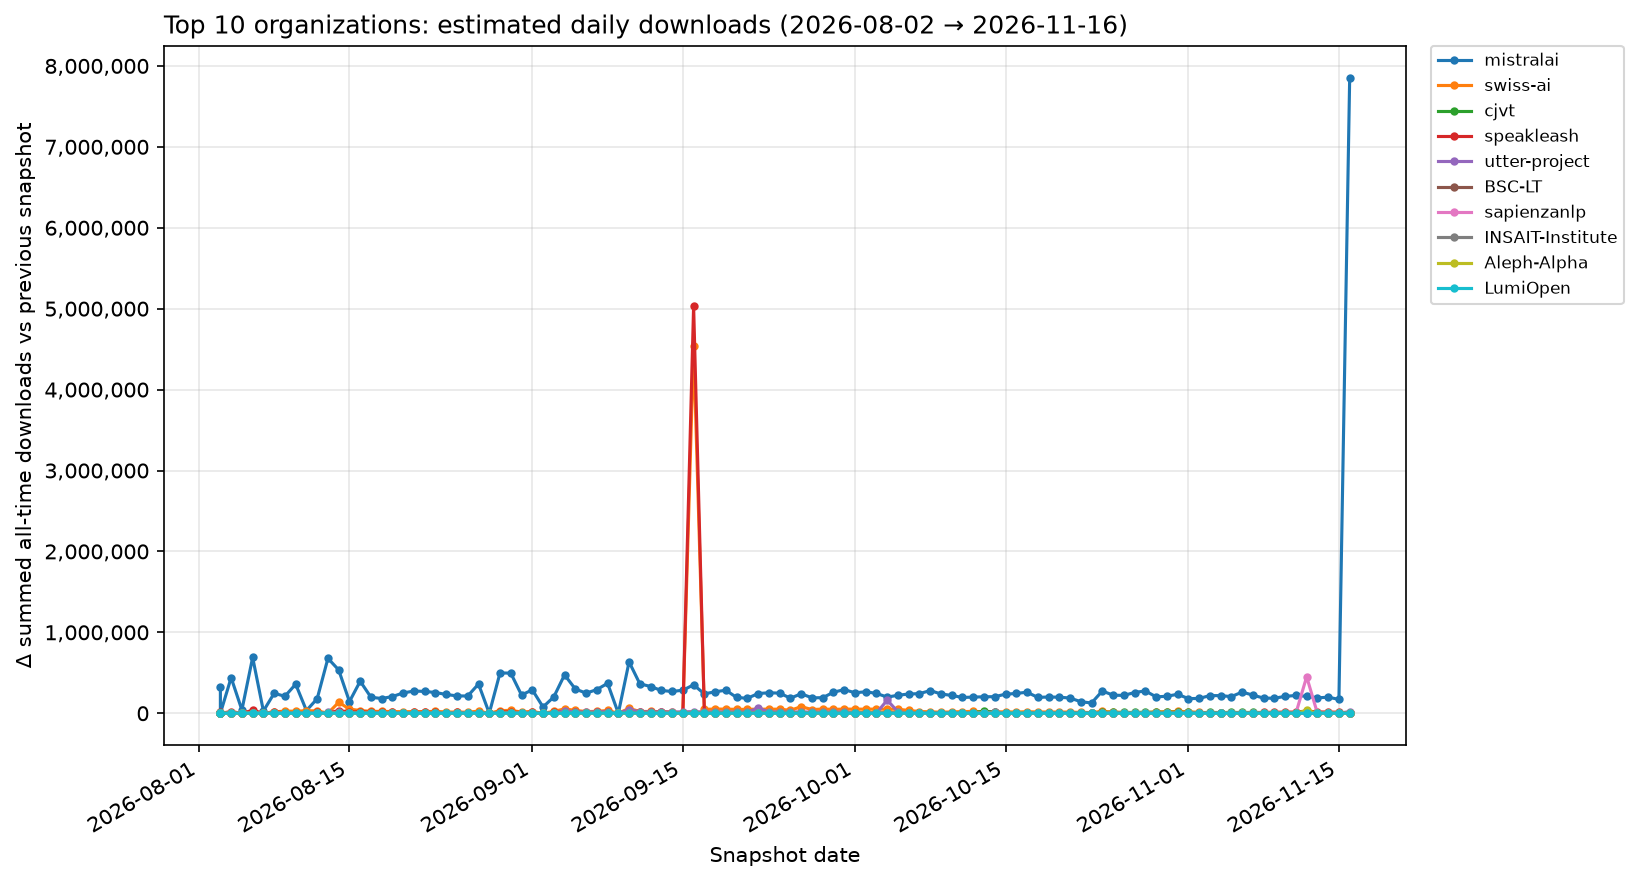 Top 10 organizations: estimated daily downloads (2026-08-02 → 2026-11-16)
Δ summed all-time downloads vs previous snapshot
8,000,000
7,000,000
6,000,000
5,000,000
4,000,000
3,000,000
2,000,000
1,000,000
0
2026-08-01
2026-08-15
2026-09-01
2026-09-15
2026-10-01
2026-10-15
2026-11-01
2026-11-15
Snapshot date
mistralai
swiss-ai
cjvt
speakleash
utter-project
BSC-LT
sapienzanlp
INSAIT-Institute
Aleph-Alpha
LumiOpen